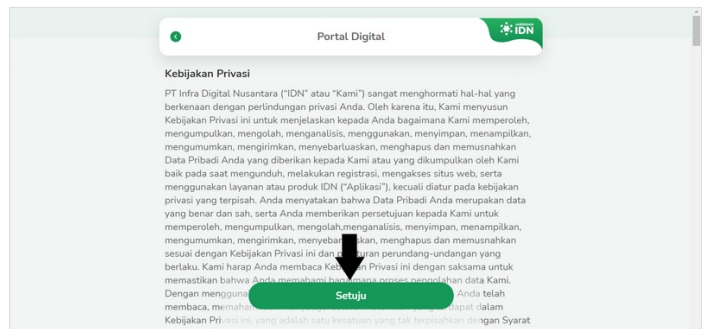 Portal Digital
IDN
Kebijakan Privasi
PT Infra Digital Nusantara (“IDN” atau “Kami”) sangat menghormati hal-hal yang
berkenaan dengan perlindungan privasi Anda. Oleh karena itu, Kami menyusun
Kebijakan Privasi ini untuk menjelaskan kepada Anda bagaimana Kami memperoleh,
mengumpulkan, mengolah, menganalisis, menggunakan, menyimpan, menampilkan,
mengumumkan, mengirimkan, menyebarluaskan, menghapus dan memusnahkan
Data Pribadi Anda yang diberikan kepada Kami atau yang dikumpulkan oleh Kami
baik pada saat mengunduh, melakukan registrasi, mengakses situs web, serta
menggunakan layanan atau produk IDN (“Aplikasi”), kecuali diatur pada kebijakan
privasi yang terpisah. Anda menyatakan bahwa Data Pribadi Anda merupakan data
yang benar dan sah, serta Anda memberikan persetujuan kepada Kami untuk
memperoleh, mengumpulkan, mengolah,menganalisis, menyimpan, menampilkan,
mengumumkan, mengirimkan, menyebar skan, menghapus dan memusnahkan
sesuai dengan Kebijakan Privasi ini dan p turan perundang-undangan yang
berlaku. Kami harap Anda membaca Keb an Privasi ini dengan saksama untuk
memastikan bahwa Anda memahami bagaimana proses pengolahan data Kami.
Dengan mengguna Anda telah
Setuju
membaca, memaham dapat dalam
Kebijakan Privasi ini, yang adalah satu kesatuan yang tak terpisahkan dengan Syarat